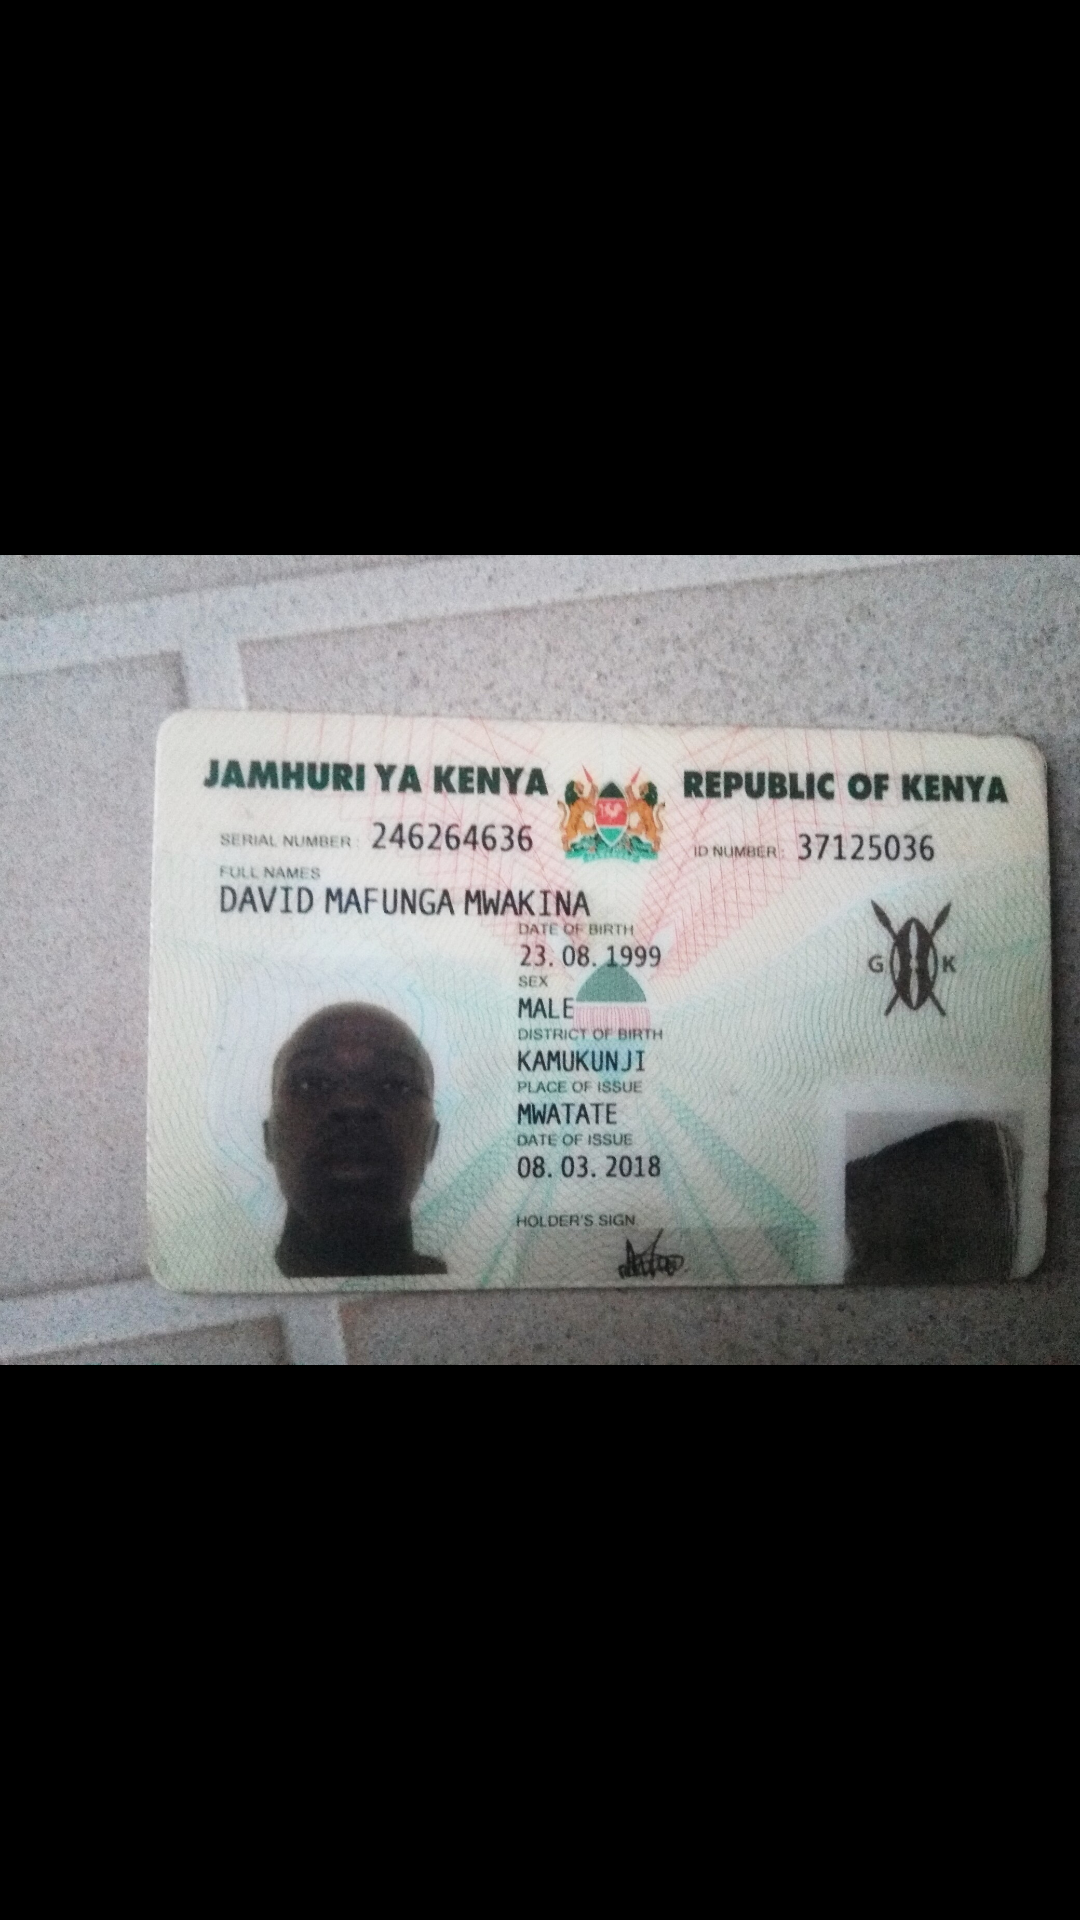 JAMHURI YA KENYA REPUBLIC OF KENYA
SERIAL NUMBER: 246264636 ID NUMBER: 37125036
FULL NAMES
DAVID MAFUNGA MWAKINA
DATE OF BIRTH
23. 08. 1999
G K
SEX
MALE
DISTRICT OF BIRTH
KAMUKUNJI
PLACE OF ISSUE
MWATATE
DATE OF ISSUE
08. 03. 2018
HOLDER'S SIGN